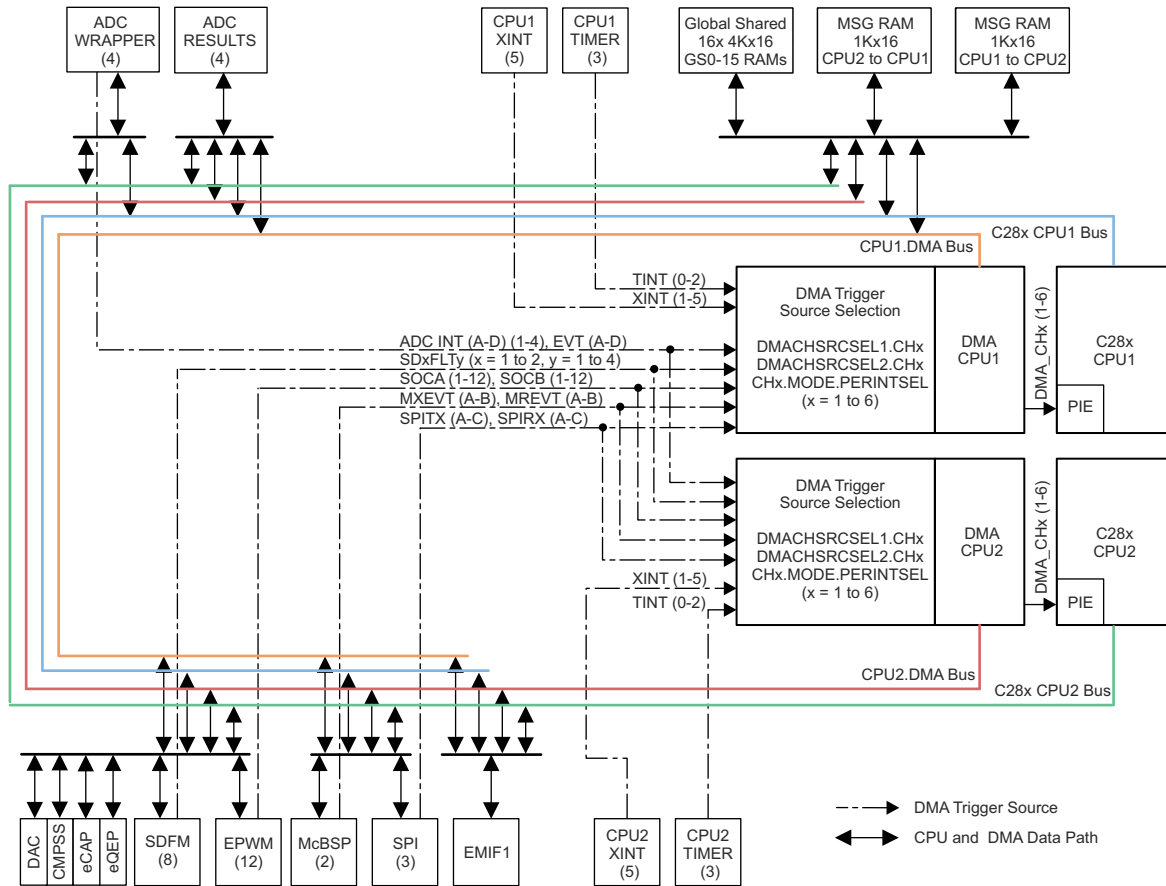 ADC
WRAPPER
(4)
ADC
RESULTS
(4)
CPU1
XINT
(5)
CPU1
TIMER
(3)
Global Shared
16x 4Kx16
GS0-15 RAMs
MSG RAM
1Kx16
CPU2 to CPU1
MSG RAM
1Kx16
CPU1 to CPU2
C28x CPU1 Bus
CPU1.DMA Bus
TINT (0-2)
XINT (1-5)
ADC INT (A-D) (1-4), EVT (A-D)
SDxFLTy (x = 1 to 2, y = 1 to 4)
SOCA (1-12), SOCB (1-12)
MXEVT (A-B), MREVT (A-B)
SPITX (A-C), SPIRX (A-C)
DMA Trigger
Source Selection
DMACHSRCSEL1.CHx
DMACHSRCSEL2.CHx
CHx.MODE.PERINTSEL
(x = 1 to 6)
DMA
CPU1
DMA_CHx (1-6)
C28x
CPU1
PIE
DMA Trigger
Source Selection
DMACHSRCSEL1.CHx
DMACHSRCSEL2.CHx
CHx.MODE.PERINTSEL
(x = 1 to 6)
DMA
CPU2
DMA_CHx (1-6)
C28x
CPU2
PIE
XINT (1-5)
TINT (0-2)
CPU2.DMA Bus
C28x CPU2 Bus
DAC
CMPSS
eCAP
eQEP
SDFM
(8)
EPWM
(12)
McBSP
(2)
SPI
(3)
EMIF1
CPU2
XINT
(5)
CPU2
TIMER
(3)
DMA Trigger Source
CPU and DMA Data Path